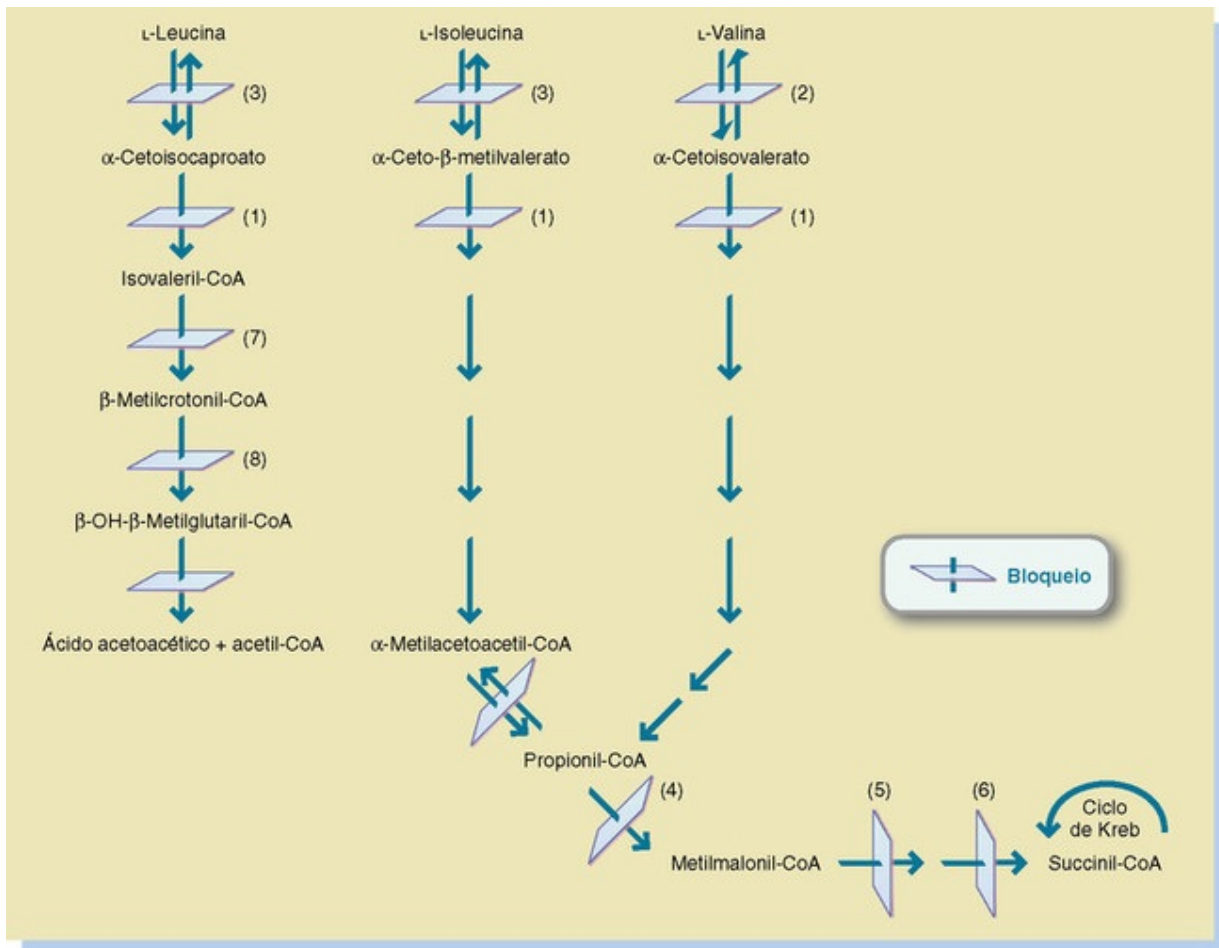 L-Leucina
L-Isoleucina
L-Valina
(3)
(3)
(2)
α-Cetoisocaproato
α-Ceto-β-metilvalerato
α-Cetoisovalerato
(1)
(1)
(1)
Isovaleril-CoA
(7)
β-Metilcrotonil-CoA
(8)
β-OH-β-Metilglutaril-CoA
Bloqueio
Ácido acetoacético + acetil-CoA
α-Metilacetoacetil-CoA
Propionil-CoA
(4)
(5)
(6)
Ciclo
de Kreb
Metilmalonil-CoA
Succinil-CoA